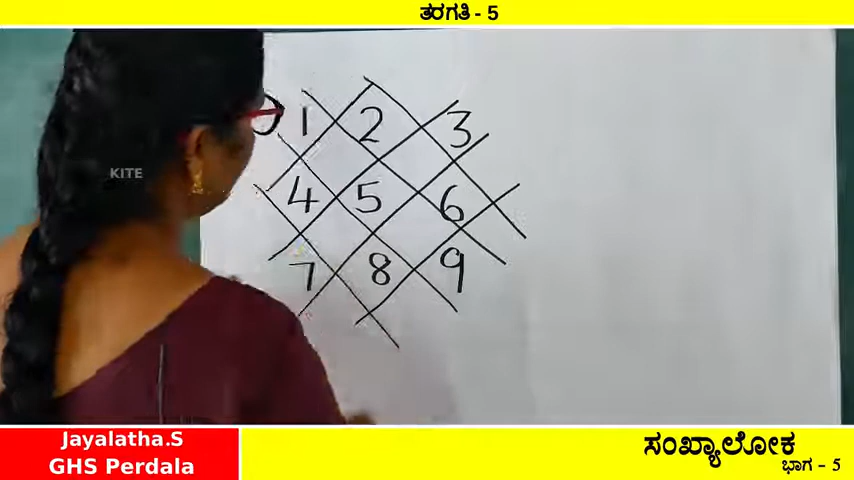 ತರಗತಿ - 5
1 2 3
4 5 6
7 8 9
KITE
Jayalatha.S
GHS Perdala
ಸಂಖ್ಯಾಲೋಕ
ಭಾಗ - 5